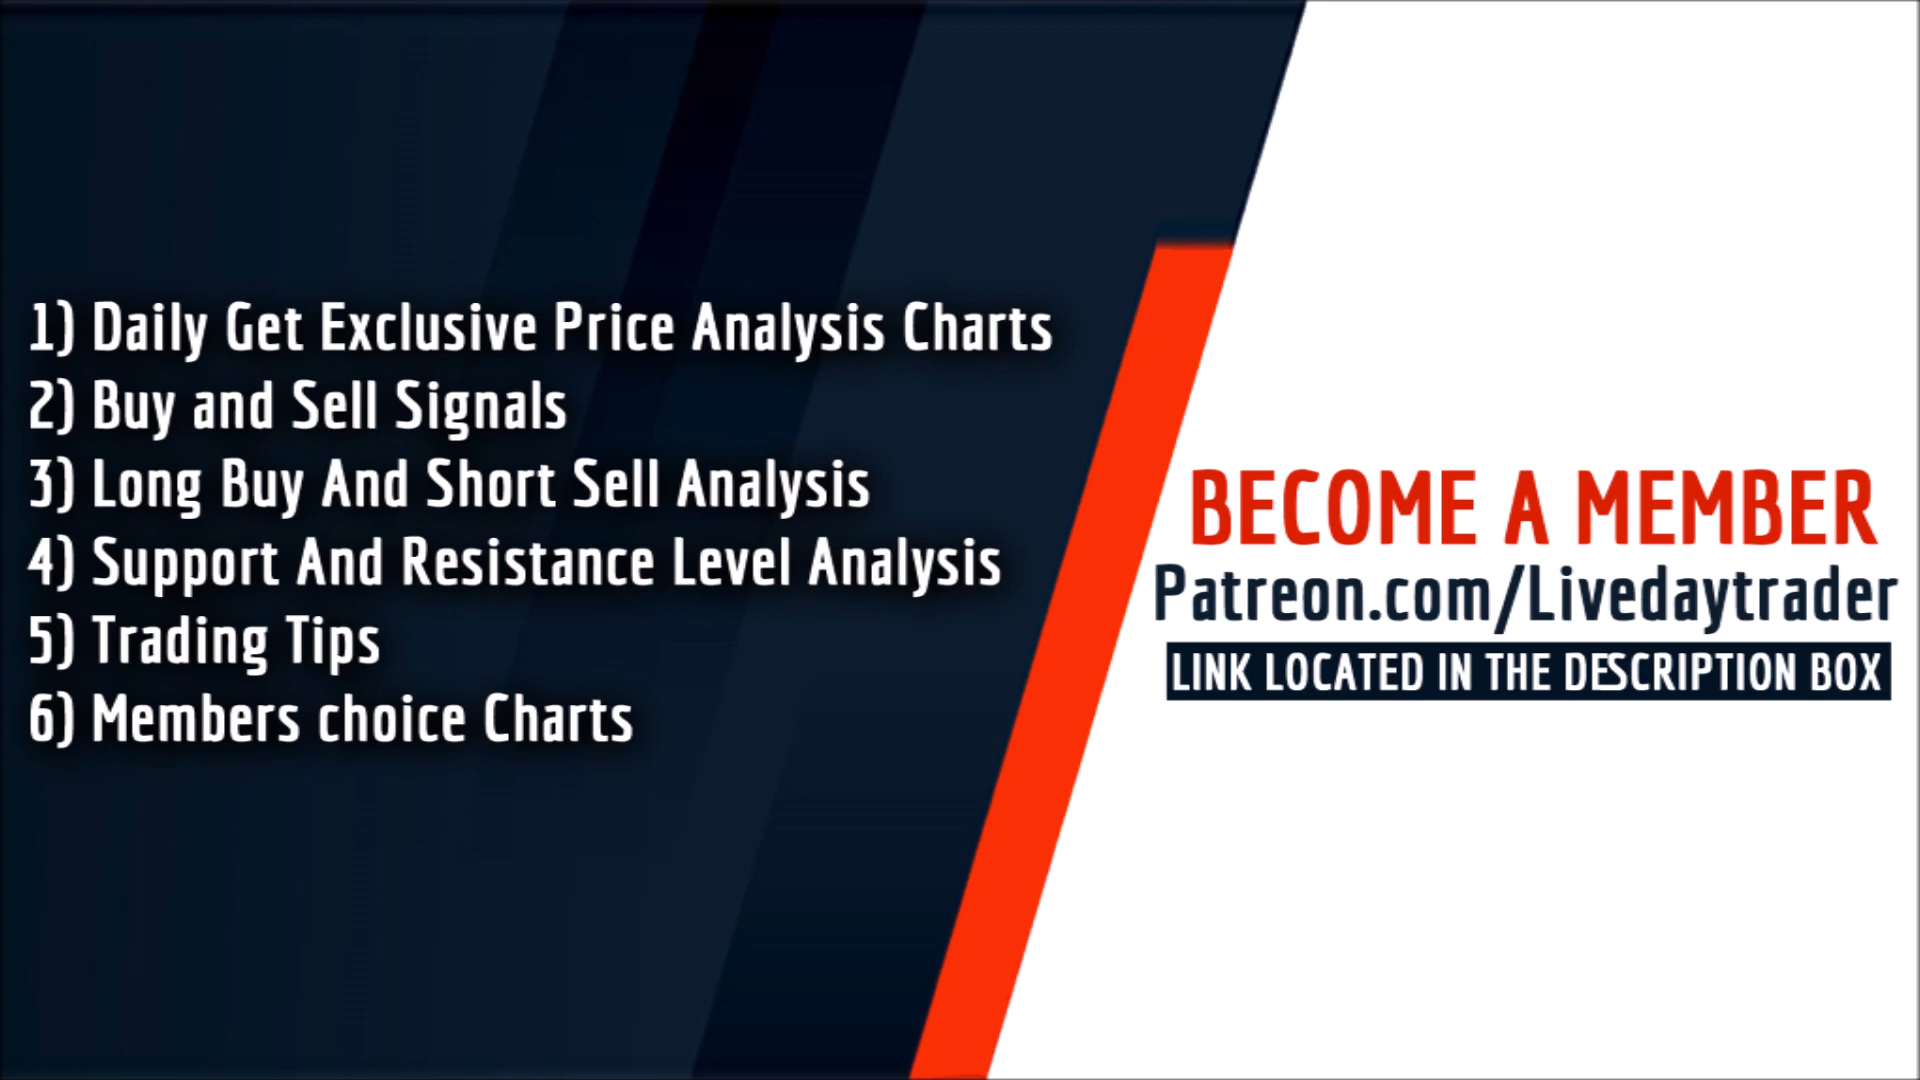 1) Daily Get Exclusive Price Analysis Charts
2) Buy and Sell Signals
3) Long Buy And Short Sell Analysis
4) Support And Resistance Level Analysis
5) Trading Tips
6) Members choice Charts
BECOME A MEMBER
Patreon.com/Livedaytrader
LINK LOCATED IN THE DESCRIPTION BOX